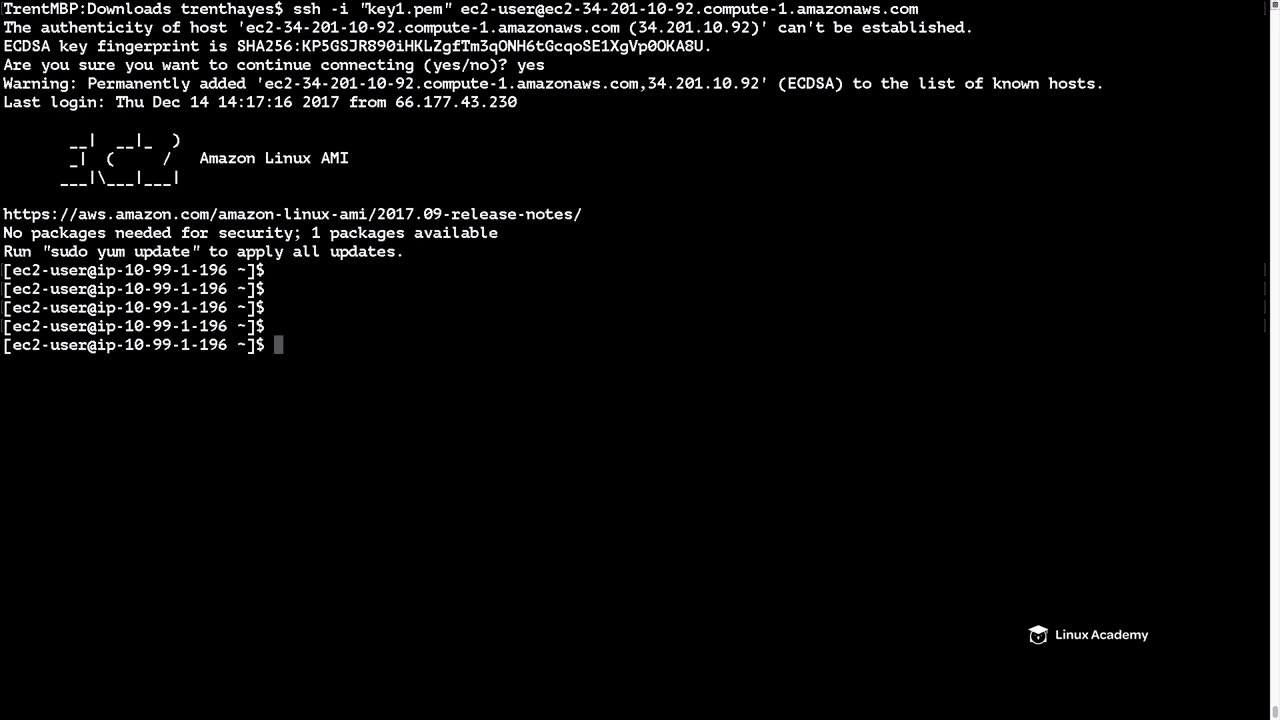 TrentMBP:Downloads trenthayes$ ssh -i "key1.pem" ec2-user@ec2-34-201-10-92.compute-1.amazonaws.com
The authenticity of host 'ec2-34-201-10-92.compute-1.amazonaws.com (34.201.10.92)' can't be established.
ECDSA key fingerprint is SHA256:KP5GSJR890iHKLZgfTm3qONH6tGcqoSE1XgVp0OKA8U.
Are you sure you want to continue connecting (yes/no)? yes
Warning: Permanently added 'ec2-34-201-10-92.compute-1.amazonaws.com,34.201.10.92' (ECDSA) to the list of known hosts.
Last login: Thu Dec 14 14:17:16 2017 from 66.177.43.230
       __|  __|_  )
       _|  (     /   Amazon Linux AMI
      ___|\___|___|
https://aws.amazon.com/amazon-linux-ami/2017.09-release-notes/
No packages needed for security; 1 packages available
Run "sudo yum update" to apply all updates.
[ec2-user@ip-10-99-1-196 ~]$
[ec2-user@ip-10-99-1-196 ~]$
[ec2-user@ip-10-99-1-196 ~]$
[ec2-user@ip-10-99-1-196 ~]$
[ec2-user@ip-10-99-1-196 ~]$
Linux Academy